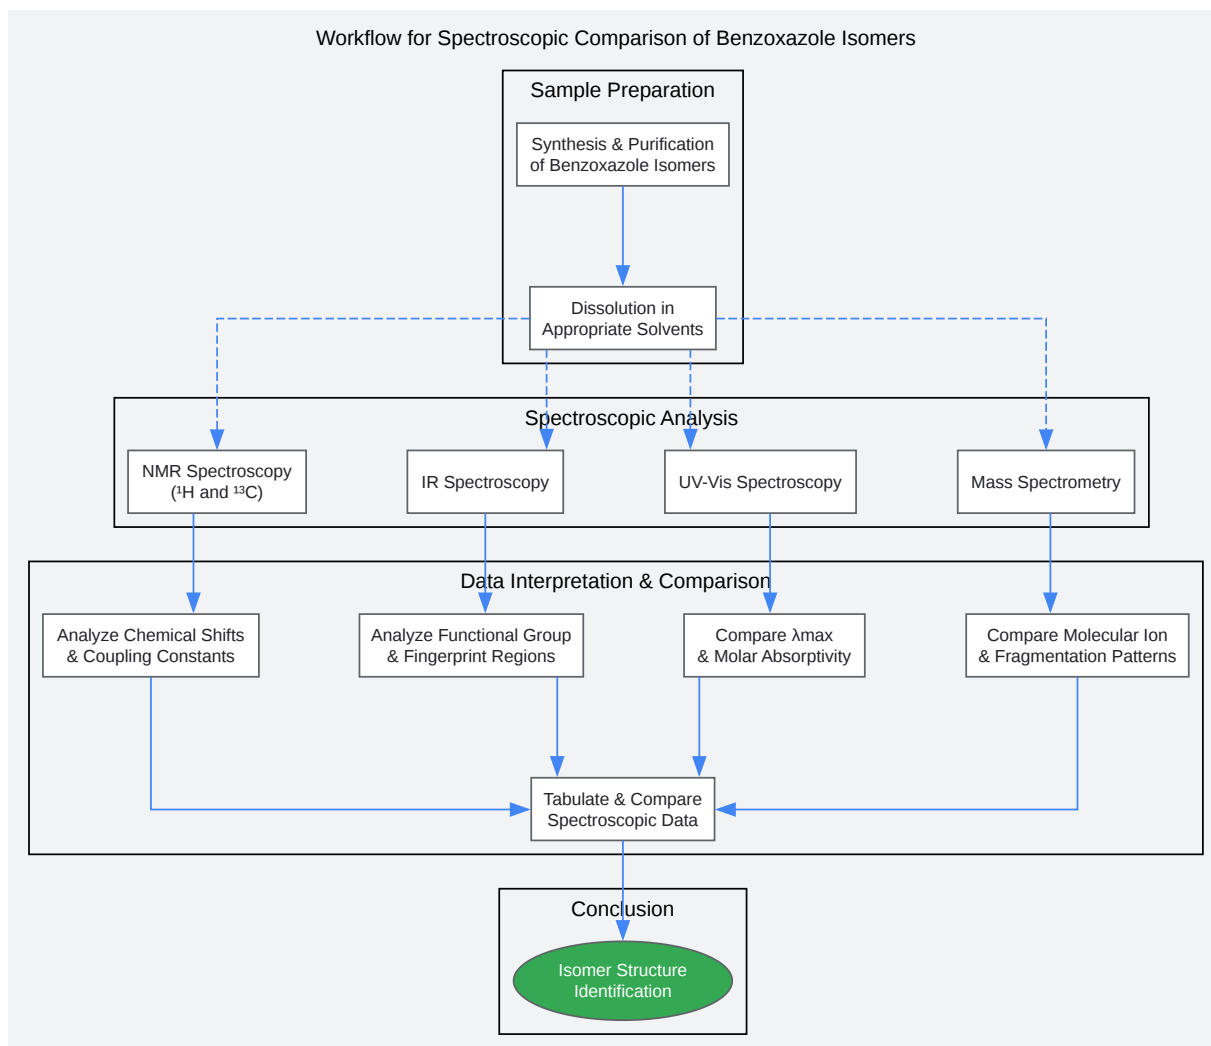 Workflow for Spectroscopic Comparison of Benzoxazole Isomers
Sample Preparation
Synthesis & Purification
of Benzoxazole Isomers
Dissolution in
Appropriate Solvents
Spectroscopic Analysis
NMR Spectroscopy
(¹H and ¹³C)
IR Spectroscopy
UV-Vis Spectroscopy
Mass Spectrometry
Data Interpretation & Comparison
Analyze Chemical Shifts
& Coupling Constants
Analyze Functional Group
& Fingerprint Regions
Compare λmax
& Molar Absorptivity
Compare Molecular Ion
& Fragmentation Patterns
Tabulate & Compare
Spectroscopic Data
Conclusion
Isomer Structure
Identification